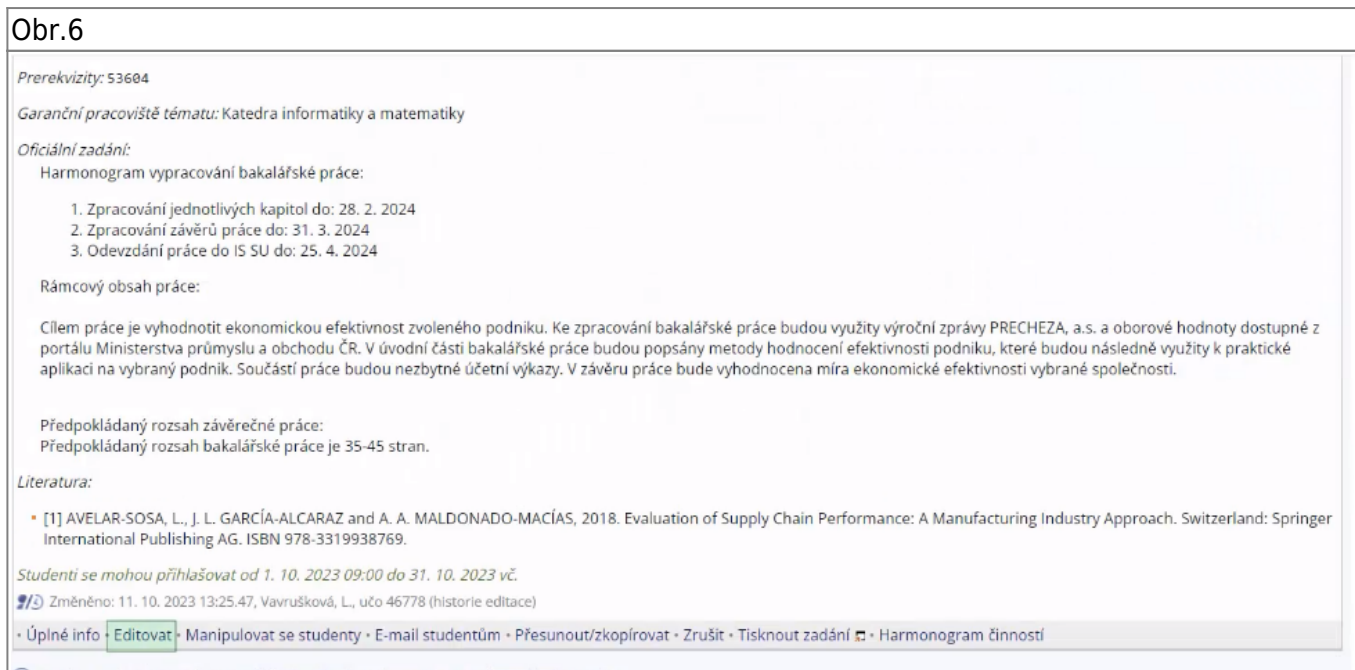 Obr.6
Prerekvizity: 53604
Garanční pracoviště tématu: Katedra informatiky a matematiky
Oficiální zadání:
Harmonogram vypracování bakalářské práce:
1. Zpracování jednotlivých kapitol do: 28. 2. 2024
2. Zpracování závěrů práce do: 31. 3. 2024
3. Odevzdání práce do IS SU do: 25. 4. 2024
Rámcový obsah práce:
Cílem práce je vyhodnotit ekonomickou efektivnost zvoleného podniku. Ke zpracování bakalářské práce budou využity výroční zprávy PRECHEZA, a.s. a oborové hodnoty dostupné z
portálu Ministerstva průmyslu a obchodu ČR. V úvodní části bakalářské práce budou popsány metody hodnocení efektivnosti podniku, které budou následně využity k praktické
aplikaci na vybraný podnik. Součástí práce budou nezbytné účetní výkazy. V závěru práce bude vyhodnocena míra ekonomické efektivnosti vybrané společnosti.
Předpokládaný rozsah závěrečné práce:
Předpokládaný rozsah bakalářské práce je 35-45 stran.
Literatura:
▪ [1] AVELAR-SOSA, L., J. L. GARCÍA-ALCARAZ and A. A. MALDONADO-MACÍAS, 2018. Evaluation of Supply Chain Performance: A Manufacturing Industry Approach. Switzerland: Springer
International Publishing AG. ISBN 978-3319938769.
Studenti se mohou přihlašovat od 1. 10. 2023 09:00 do 31. 10. 2023 vč.
Změněno: 11. 10. 2023 13:25.47, Vavrušková, L., učo 46778 (historie editace)
• Úplné info • Editovat • Manipulovat se studenty • E-mail studentům • Přesunout/zkopírovat • Zrušit • Tisknout zadání • Harmonogram činností